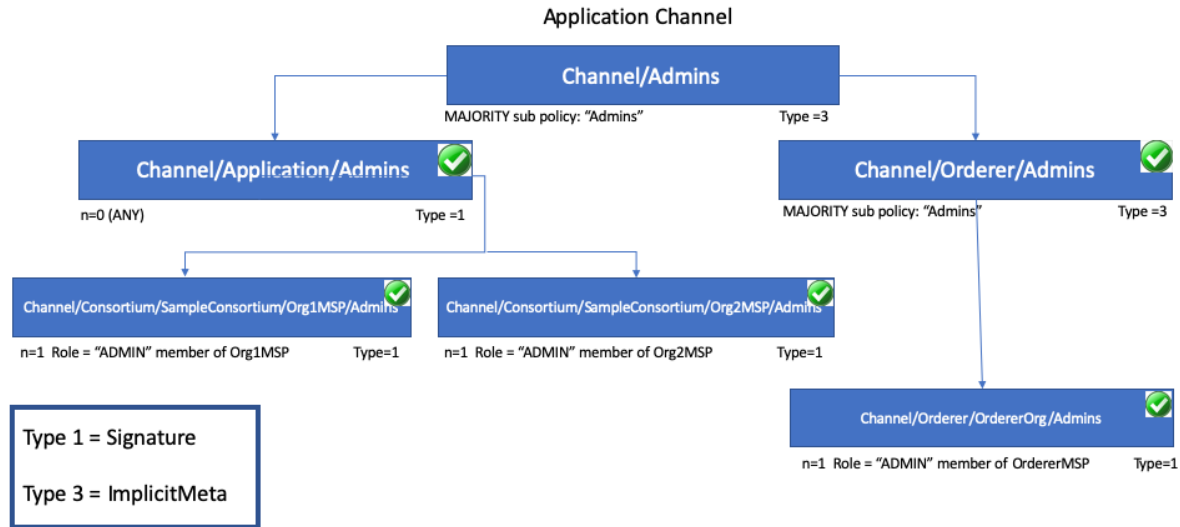 Application Channel
Channel/Admins
MAJORITY sub policy: “Admins” Type =3
Channel/Application/Admins
n=0 (ANY) Type =1
Channel/Orderer/Admins
MAJORITY sub policy: “Admins” Type =3
Channel/Consortium/SampleConsortium/Org1MSP/Admins
n=1 Role = “ADMIN” member of Org1MSP Type=1
Channel/Consortium/SampleConsortium/Org2MSP/Admins
n=1 Role = “ADMIN” member of Org2MSP Type=1
Channel/Orderer/OrdererOrg/Admins
n=1 Role = “ADMIN” member of OrdererMSP Type=1
Type 1 = Signature
Type 3 = ImplicitMeta